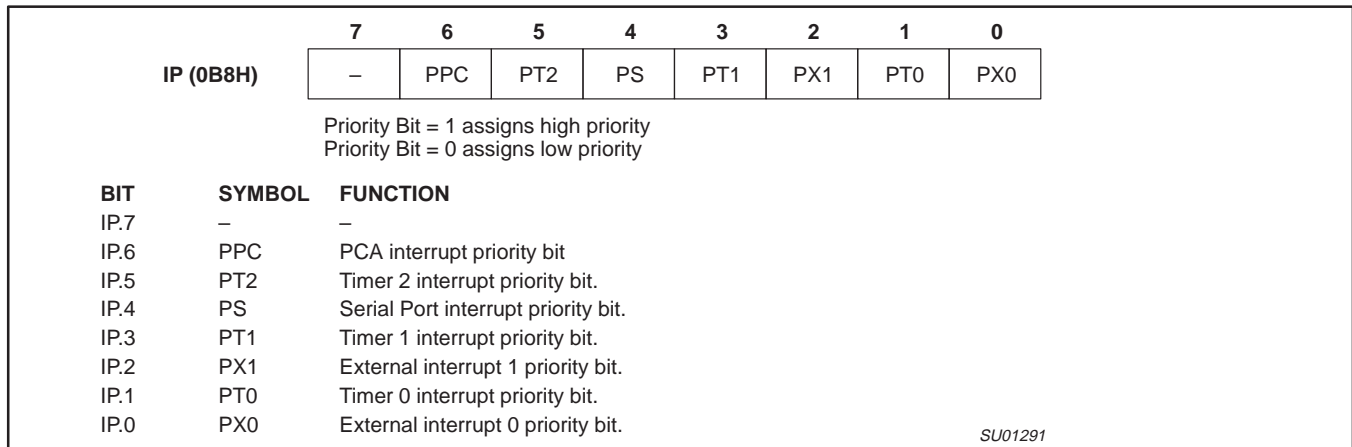 7 6 5 4 3 2 1 0
IP (0B8H) – PPC PT2 PS PT1 PX1 PT0 PX0
Priority Bit = 1 assigns high priority
Priority Bit = 0 assigns low priority
BIT SYMBOL FUNCTION
IP.7 – –
IP.6 PPC PCA interrupt priority bit
IP.5 PT2 Timer 2 interrupt priority bit.
IP.4 PS Serial Port interrupt priority bit.
IP.3 PT1 Timer 1 interrupt priority bit.
IP.2 PX1 External interrupt 1 priority bit.
IP.1 PT0 Timer 0 interrupt priority bit.
IP.0 PX0 External interrupt 0 priority bit.
SU01291